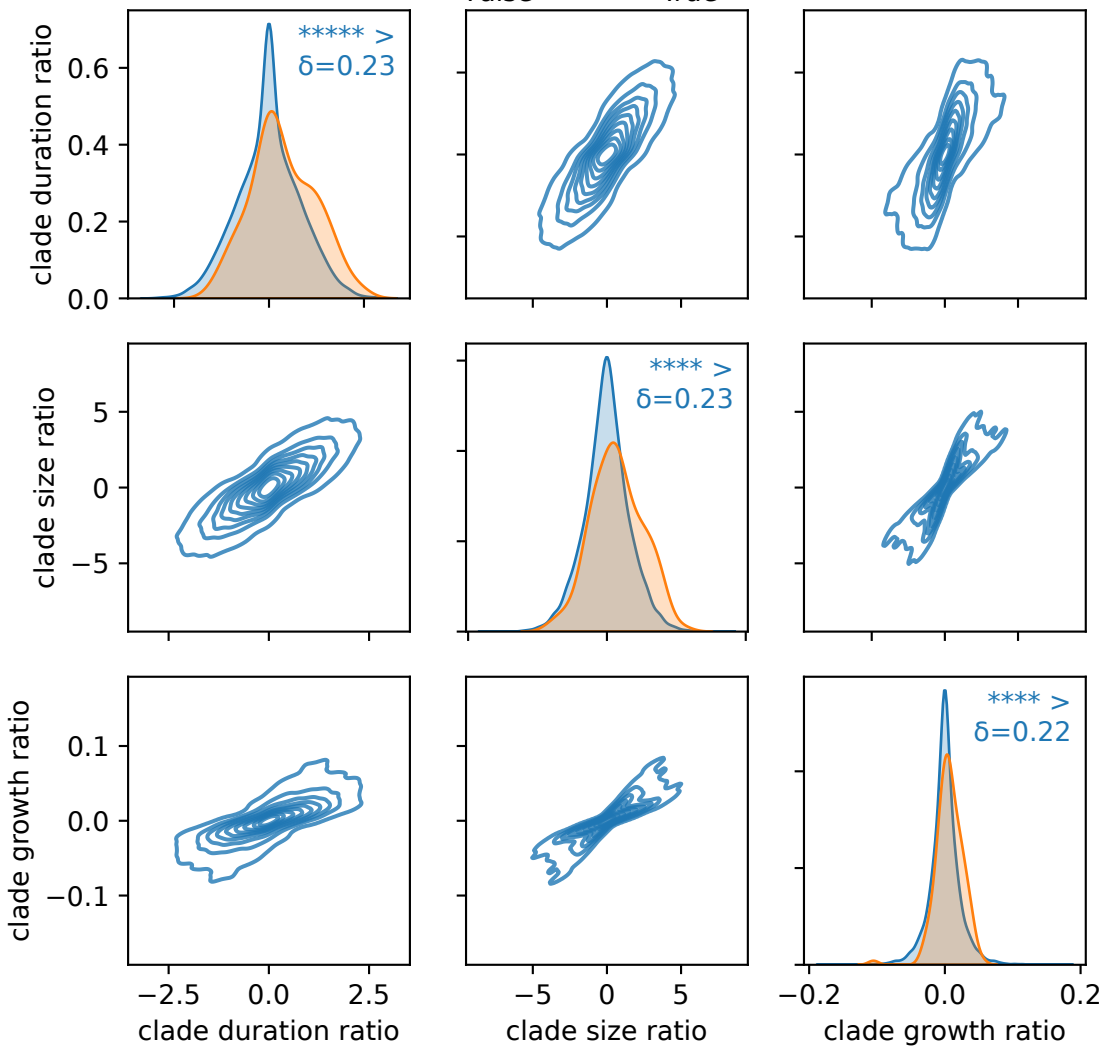 clade duration ratio
0.6
0.4
0.2
0.0
***** >
δ=0.23
clade size ratio
5
0
−5
**** >
δ=0.23
clade growth ratio
0.1
0.0
−0.1
**** >
δ=0.22
−2.5 0.0 2.5
clade duration ratio
−5 0 5
clade size ratio
−0.2 0.0 0.2
clade growth ratio